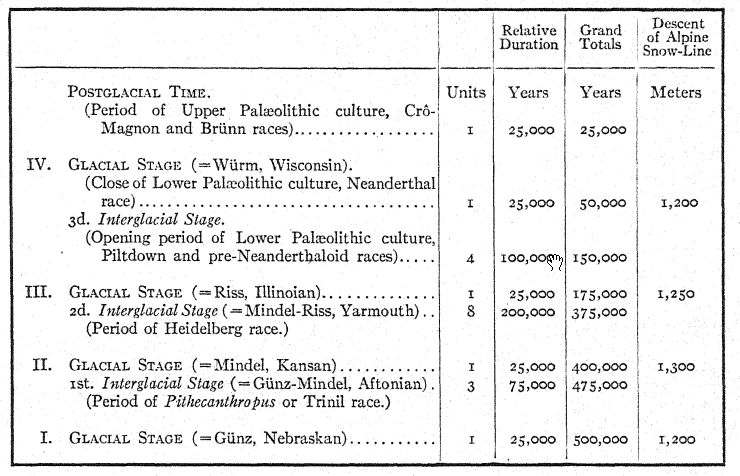 Relative Duration Grand Totals Descent of Alpine Snow-Line
Postglacial Time. Units Years Years Meters
(Period of Upper Palæolithic culture, Crô-
Magnon and Brünn races).................. 1 25,000 25,000
IV. Glacial Stage (=Würm, Wisconsin).
(Close of Lower Palæolithic culture, Neanderthal
race)...................................... 1 25,000 50,000 1,200
3d. Interglacial Stage.
(Opening period of Lower Palæolithic culture,
Piltdown and pre-Neanderthaloid races)..... 4 100,000 150,000
III. Glacial Stage (=Riss, Illinoian).............. 1 25,000 175,000 1,250
2d. Interglacial Stage (=Mindel-Riss, Yarmouth).. 8 200,000 375,000
(Period of Heidelberg race.)
II. Glacial Stage (=Mindel, Kansan)............ 1 25,000 400,000 1,300
1st. Interglacial Stage (=Günz-Mindel, Aftonian). 3 75,000 475,000
(Period of Pithecanthropus or Trinil race.)
I. Glacial Stage (=Günz, Nebraskan)........... 1 25,000 500,000 1,200